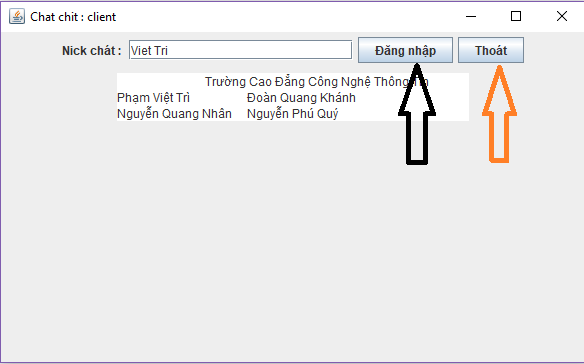 Chat chit : client
Nick chát : Viet Tri Đăng nhập Thoát
Trường Cao Đẳng Công Nghệ Thông
Phạm Việt Trì Đoàn Quang Khánh
Nguyễn Quang Nhân Nguyễn Phú Quý